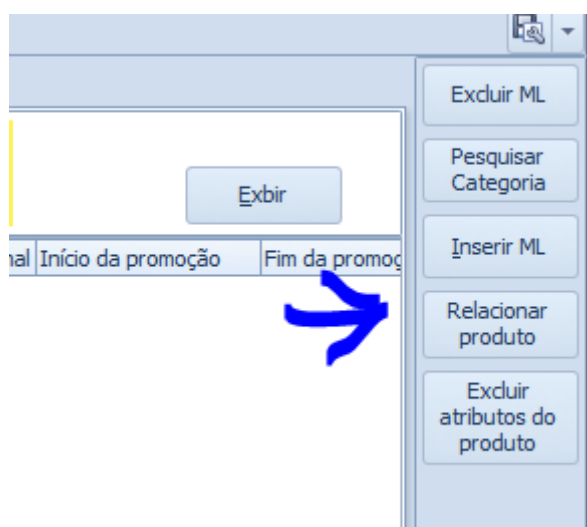 Excluir ML
Pesquisar
Categoria
Exbir
Inserir ML
nal Início da promoção Fim da promoç
Relacionar
produto
Excluir
atributos do
produto